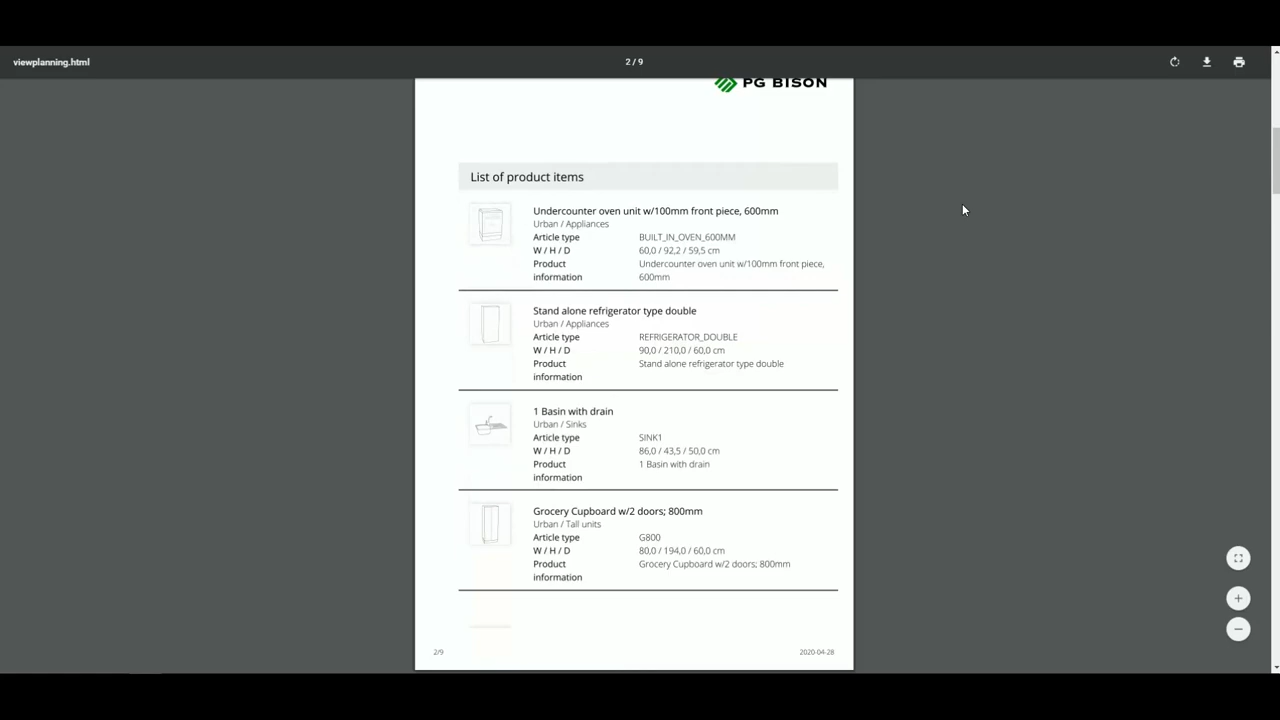 viewplanning.html
2 / 9
PG BISON
List of product items
Undercounter oven unit w/100mm front piece, 600mm
Urban / Appliances
Article type BUILT_IN_OVEN_600MM
W / H / D 60,0 / 92,2 / 59,5 cm
Product Undercounter oven unit w/100mm front piece,
information 600mm
Stand alone refrigerator type double
Urban / Appliances
Article type REFRIGERATOR_DOUBLE
W / H / D 90,0 / 210,0 / 60,0 cm
Product Stand alone refrigerator type double
information
1 Basin with drain
Urban / Sinks
Article type SINK1
W / H / D 86,0 / 43,5 / 50,0 cm
Product 1 Basin with drain
information
Grocery Cupboard w/2 doors; 800mm
Urban / Tall units
Article type G800
W / H / D 80,0 / 194,0 / 60,0 cm
Product Grocery Cupboard w/2 doors; 800mm
information
2/9 2020-04-28